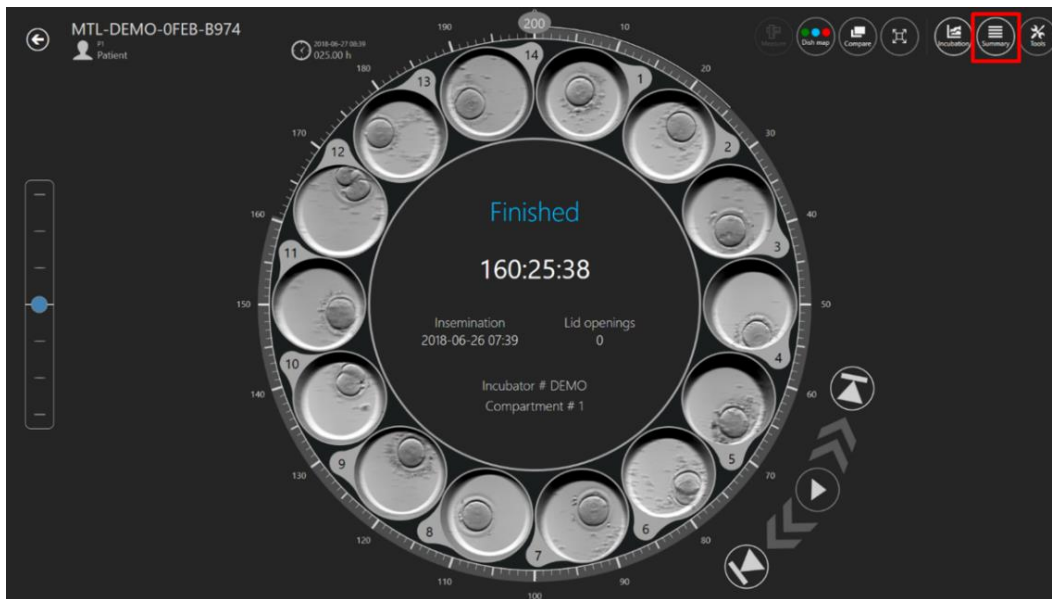 MTL-DEMO-0FEB-B974
P1
Patient
2018-06-27 08:39
025.00 h
Measure
Dish map
Compare
Incubation
Summary
Tools
200
10
20
30
40
50
60
70
80
90
100
110
120
130
140
150
160
170
180
190
1
2
3
4
5
6
7
8
9
10
11
12
13
14
Finished
160:25:38
Insemination
2018-06-26 07:39
Lid openings
0
Incubator # DEMO
Compartment # 1